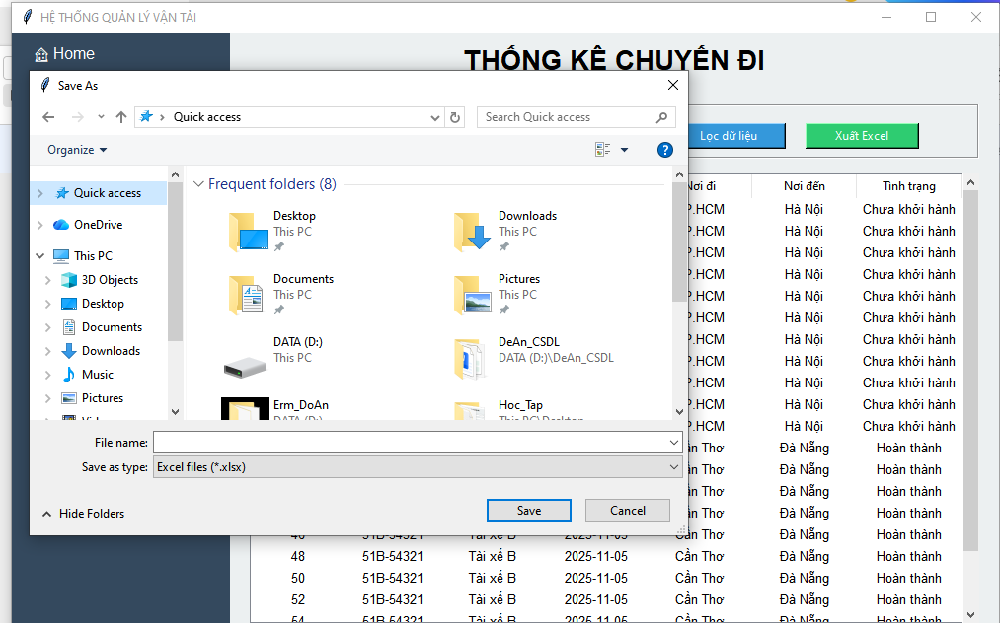 HỆ THỐNG QUẢN LÝ VẬN TẢI
Home
THỐNG KÊ CHUYẾN ĐI
Lọc dữ liệu
Xuất Excel
Save As
Quick access
Search Quick access
Organize
?
Quick access
OneDrive
This PC
3D Objects
Desktop
Documents
Downloads
Music
Pictures
Frequent folders (8)
Desktop
This PC
Downloads
This PC
Documents
This PC
Pictures
This PC
DATA (D:)
This PC
DeAn_CSDL
DATA (D:)\DeAn_CSDL
Erm_DoAn
DATA (D:)
Hoc_Tap
This PC\Desktop
File name:
Save as type: Excel files (*.xlsx)
Hide Folders
Save
Cancel
Nơi đi Nơi đến Tình trạng
P.HCM Hà Nội Chưa khởi hành
P.HCM Hà Nội Chưa khởi hành
P.HCM Hà Nội Chưa khởi hành
P.HCM Hà Nội Chưa khởi hành
P.HCM Hà Nội Chưa khởi hành
P.HCM Hà Nội Chưa khởi hành
P.HCM Hà Nội Chưa khởi hành
P.HCM Hà Nội Chưa khởi hành
P.HCM Hà Nội Chưa khởi hành
P.HCM Hà Nội Chưa khởi hành
P.HCM Hà Nội Chưa khởi hành
ần Thơ Đà Nẵng Hoàn thành
ần Thơ Đà Nẵng Hoàn thành
ần Thơ Đà Nẵng Hoàn thành
ần Thơ Đà Nẵng Hoàn thành
46 51B-54321 Tài xế B 2025-11-05 Cần Thơ Đà Nẵng Hoàn thành
48 51B-54321 Tài xế B 2025-11-05 Cần Thơ Đà Nẵng Hoàn thành
50 51B-54321 Tài xế B 2025-11-05 Cần Thơ Đà Nẵng Hoàn thành
52 51B-54321 Tài xế B 2025-11-05 Cần Thơ Đà Nẵng Hoàn thành
54 51B-54321 Tài xế B 2025-11-05 Cần Thơ Đà Nẵng Hoàn thành